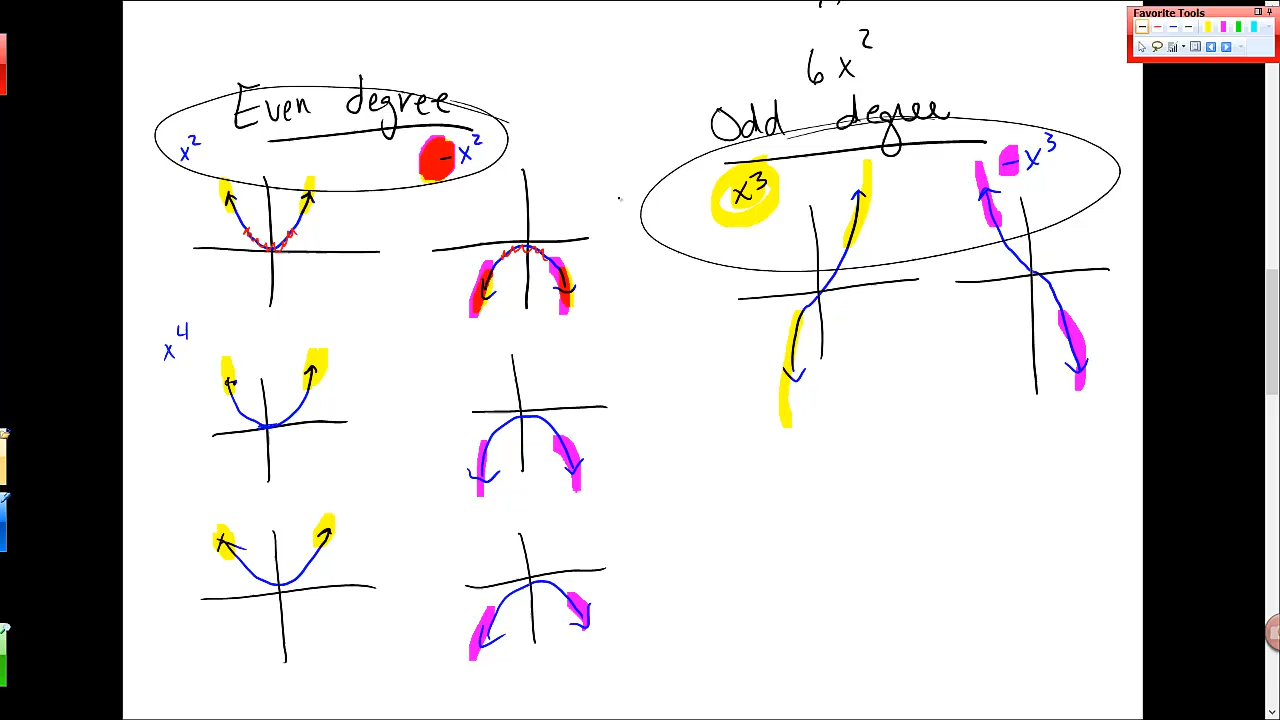 Favorite Tools
6x²
Even degree
Odd degree
x²
-x²
x³
-x³
x⁴